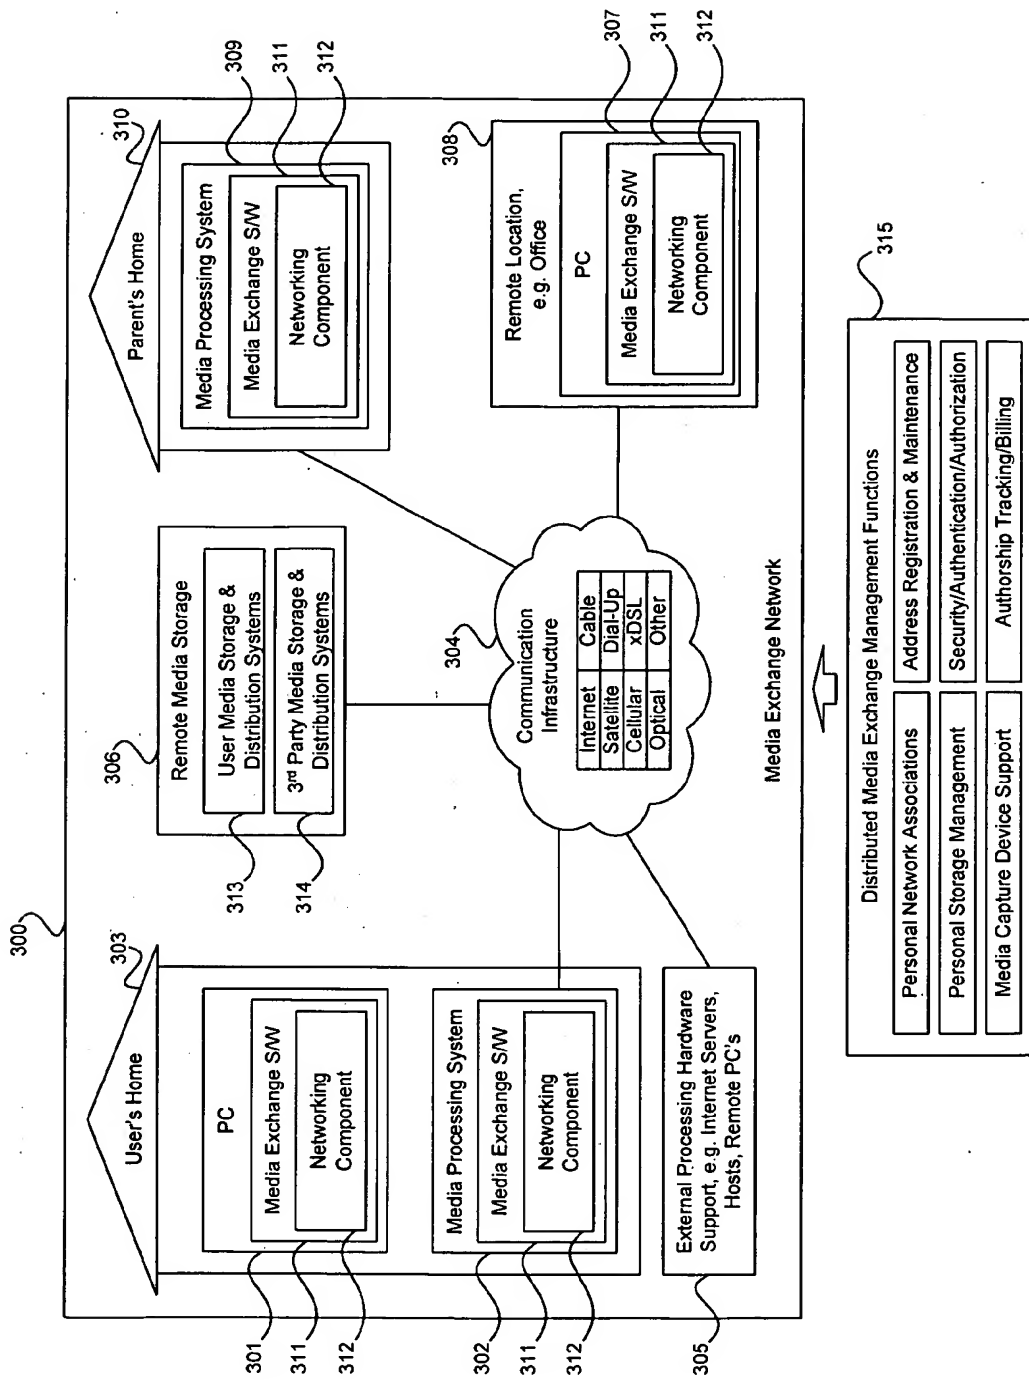 300
303
User's Home
PC
Media Exchange S/W
Networking
Component
301
311
312
Media Processing System
Media Exchange S/W
Networking
Component
302
311
312
External Processing Hardware
Support, e.g. Internet Servers,
Hosts, Remote PC's
305
306
Remote Media Storage
User Media Storage &
Distribution Systems
3rd Party Media Storage &
Distribution Systems
313
314
304
Communication
Infrastructure
Internet Cable
Satellite Dial-Up
Cellular xDSL
Optical Other
310
Parent's Home
Media Processing System
Media Exchange S/W
Networking
Component
309
311
312
308
Remote Location,
e.g. Office
PC
Media Exchange S/W
Networking
Component
307
311
312
Media Exchange Network
315
Distributed Media Exchange Management Functions
Personal Network Associations Address Registration & Maintenance
Personal Storage Management Security/Authentication/Authorization
Media Capture Device Support Authorship Tracking/Billing